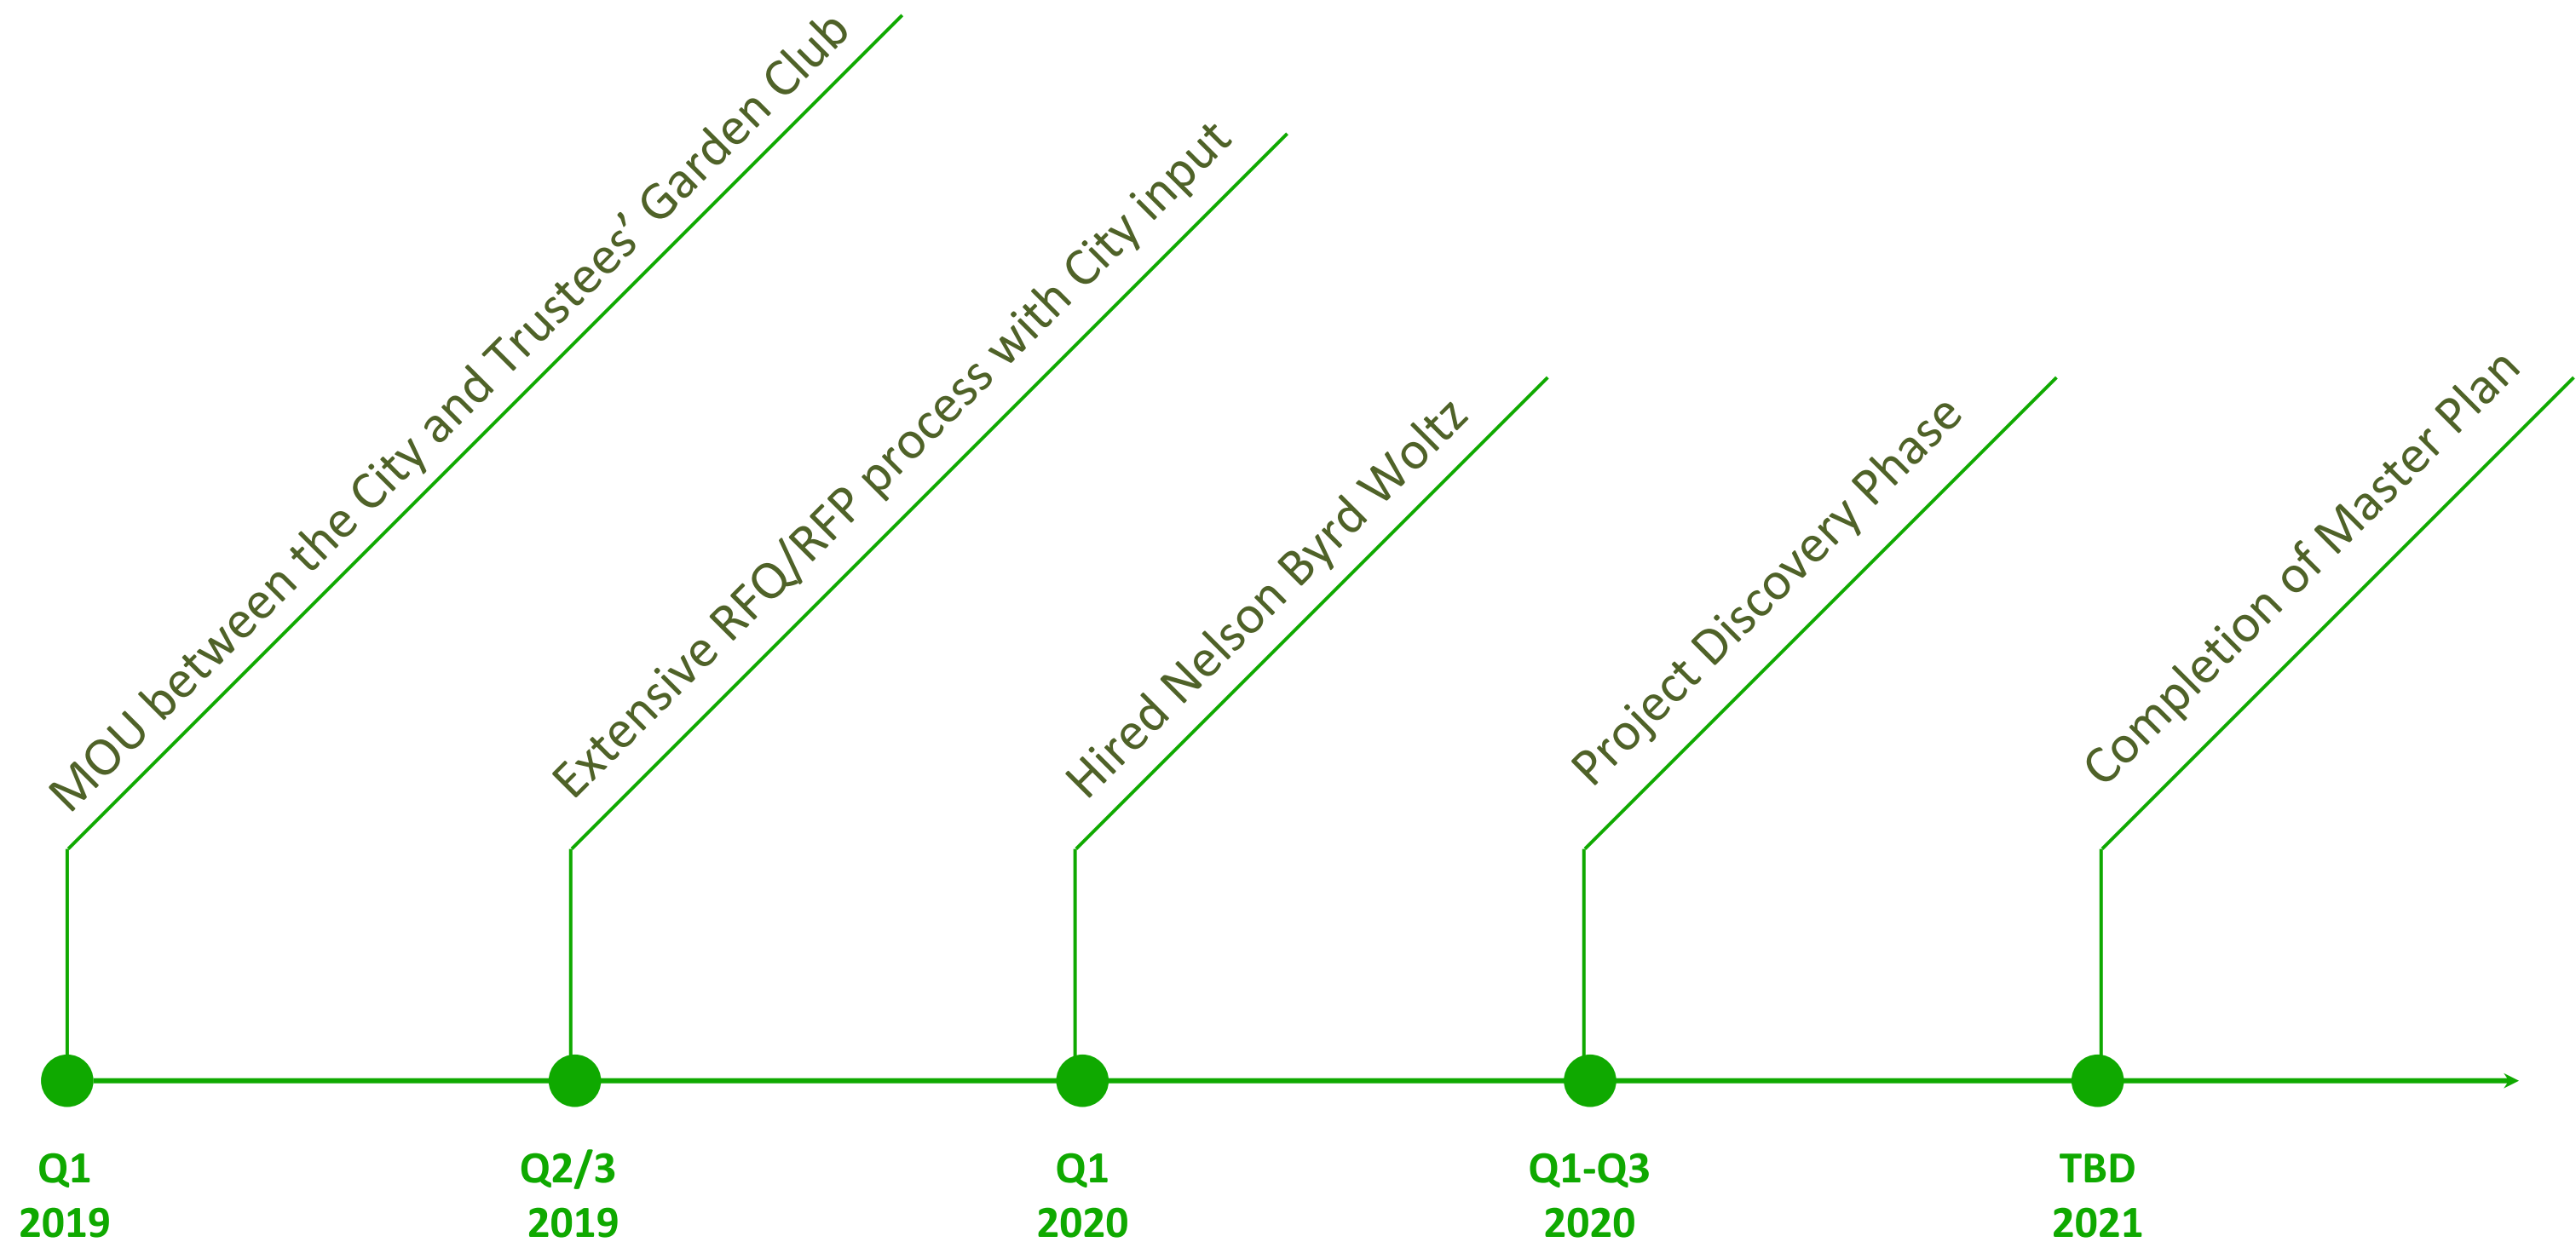 MOU between the City and Trustees’ Garden Club
Extensive RFQ/RFP process with City input
Hired Nelson Byrd Woltz
Project Discovery Phase
Completion of Master Plan
Q1
2019
Q2/3
2019
Q1
2020
Q1-Q3
2020
TBD
2021